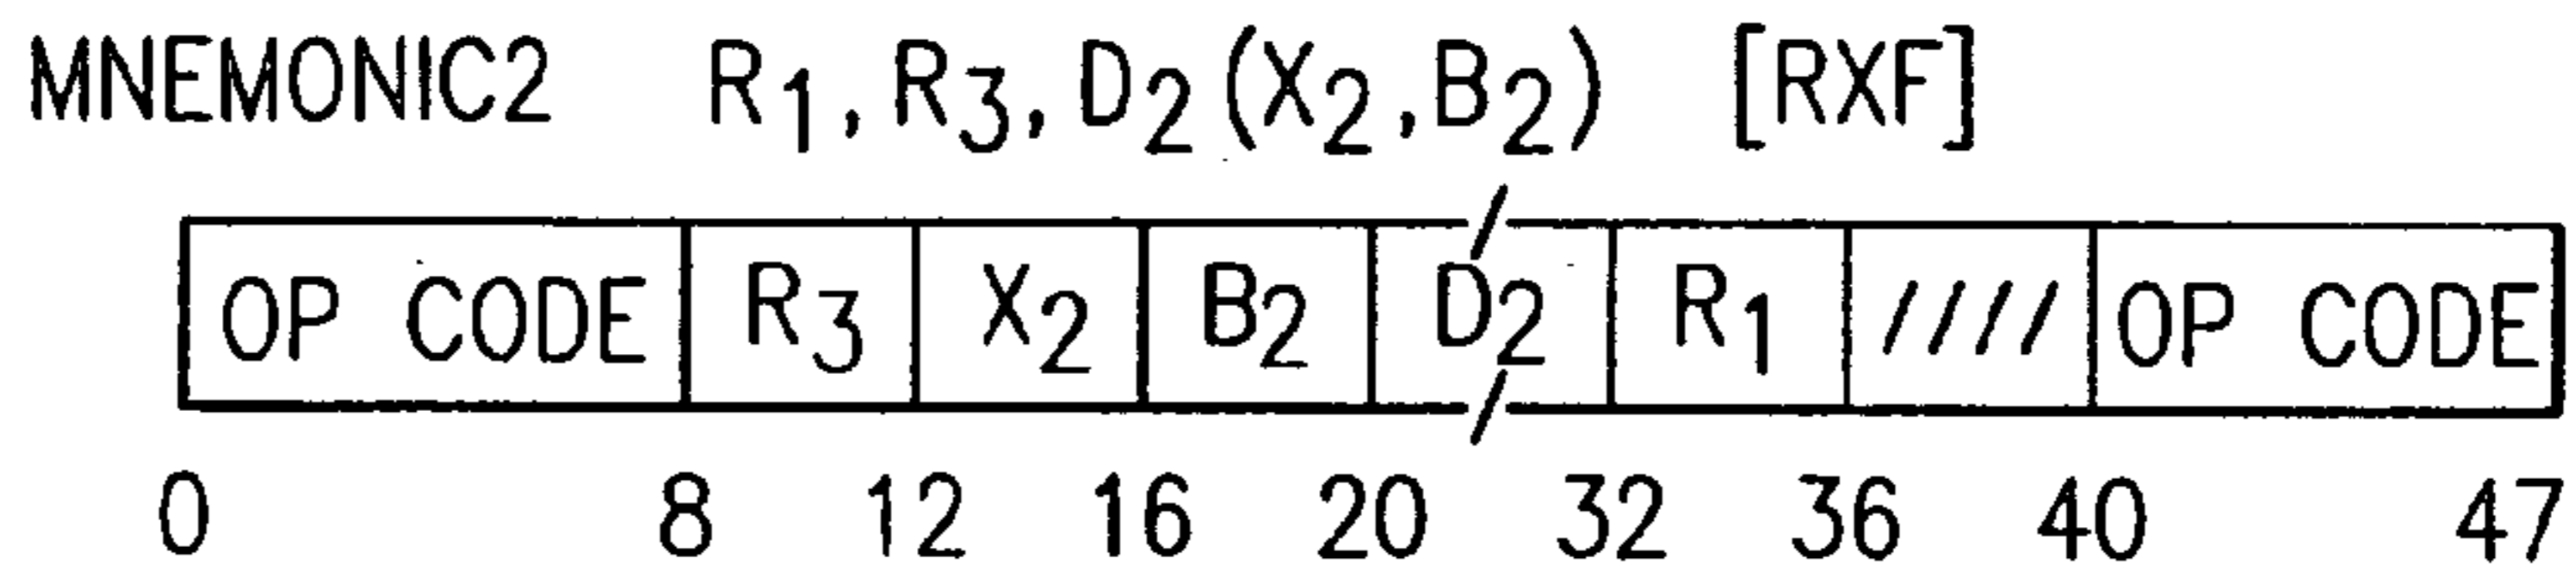 MNEMONIC2 R1, R3, D2 (X2, B2) [RXF]
OP CODE R3 X2 B2 D2 R1 //// OP CODE
0 8 12 16 20 32 36 40 47